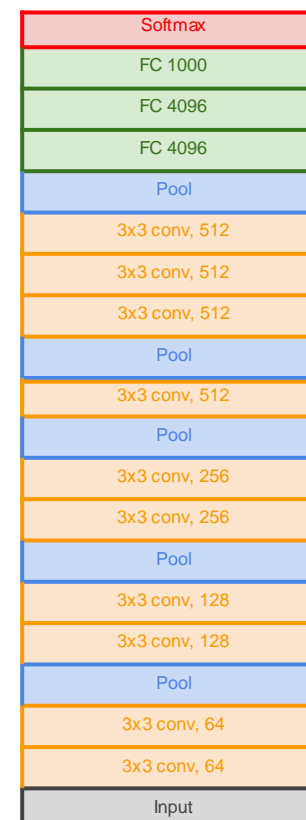 Softmax
FC 1000
FC 4096
FC 4096
Pool
3x3 conv, 512
3x3 conv, 512
3x3 conv, 512
Pool
3x3 conv, 512
Pool
3x3 conv, 256
3x3 conv, 256
Pool
3x3 conv, 128
3x3 conv, 128
Pool
3x3 conv, 64
3x3 conv, 64
Input